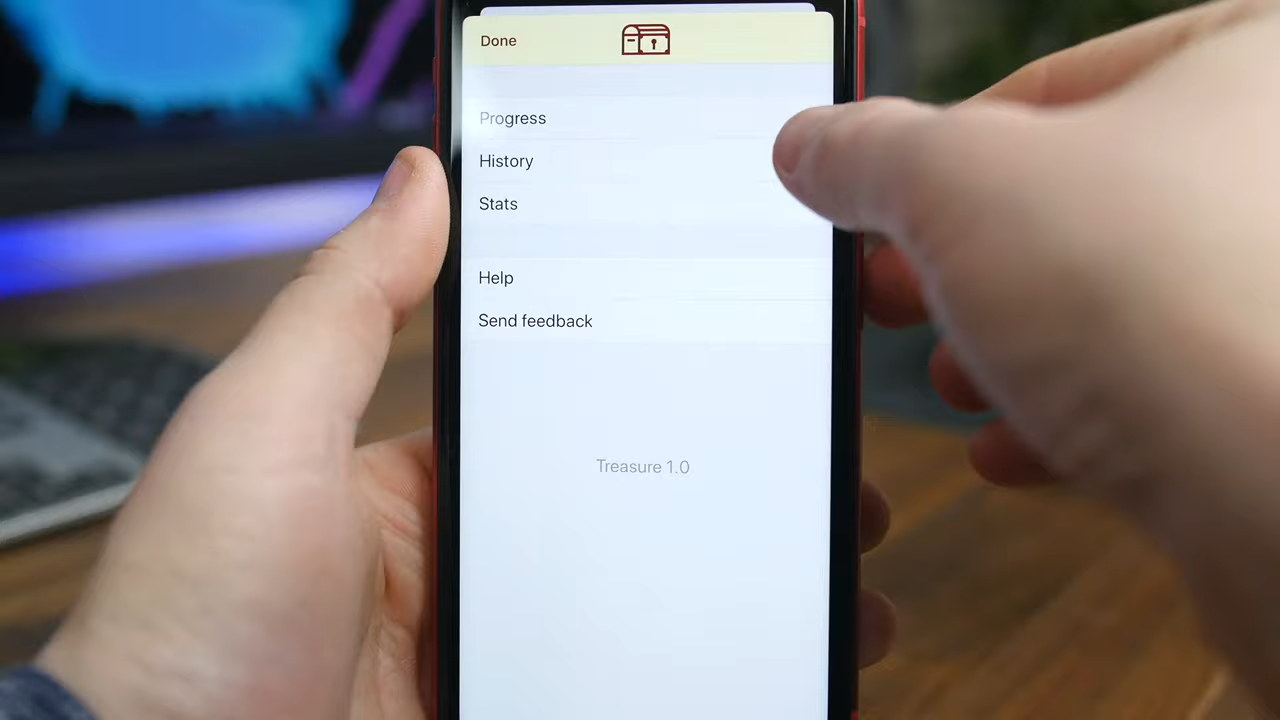 Done
Progress
History
Stats
Help
Send feedback
Treasure 1.0